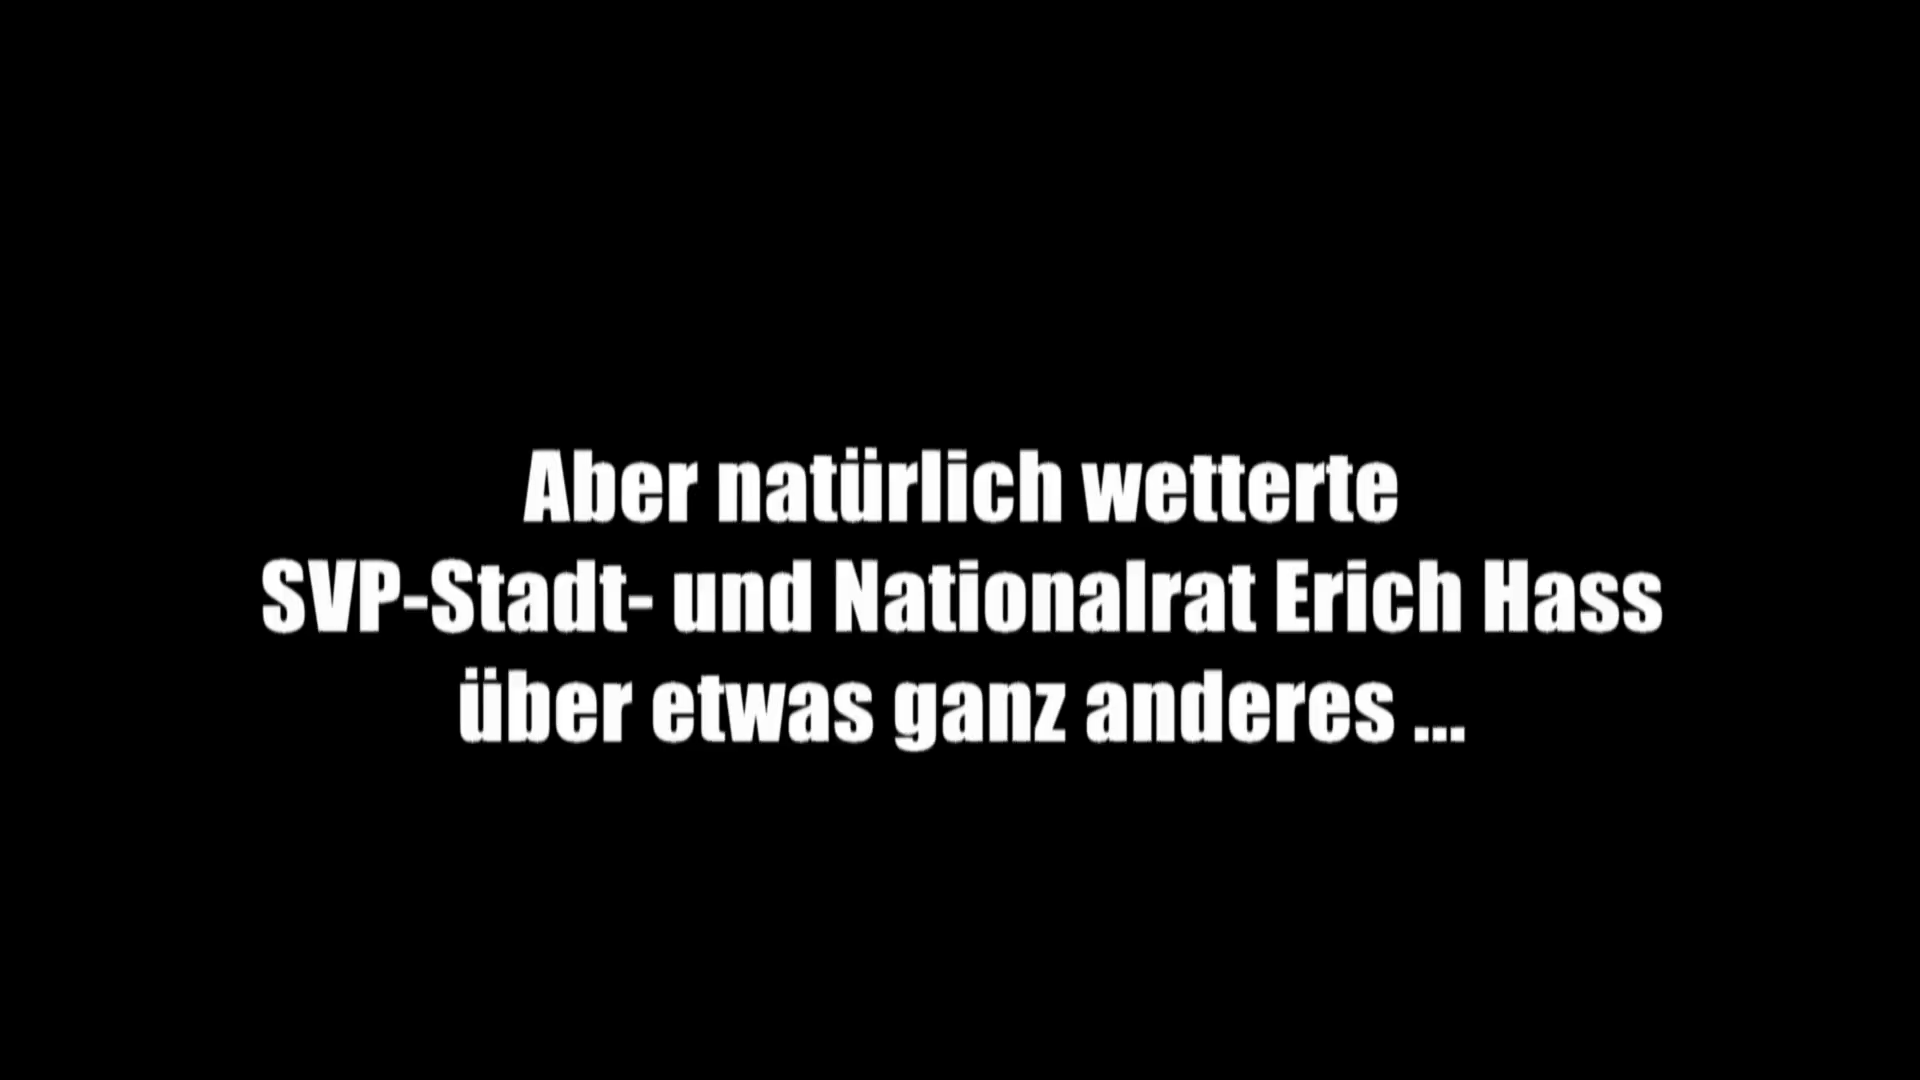 Aber natürlich wetterte
SVP-Stadt- und Nationalrat Erich Hass
über etwas ganz anderes ...